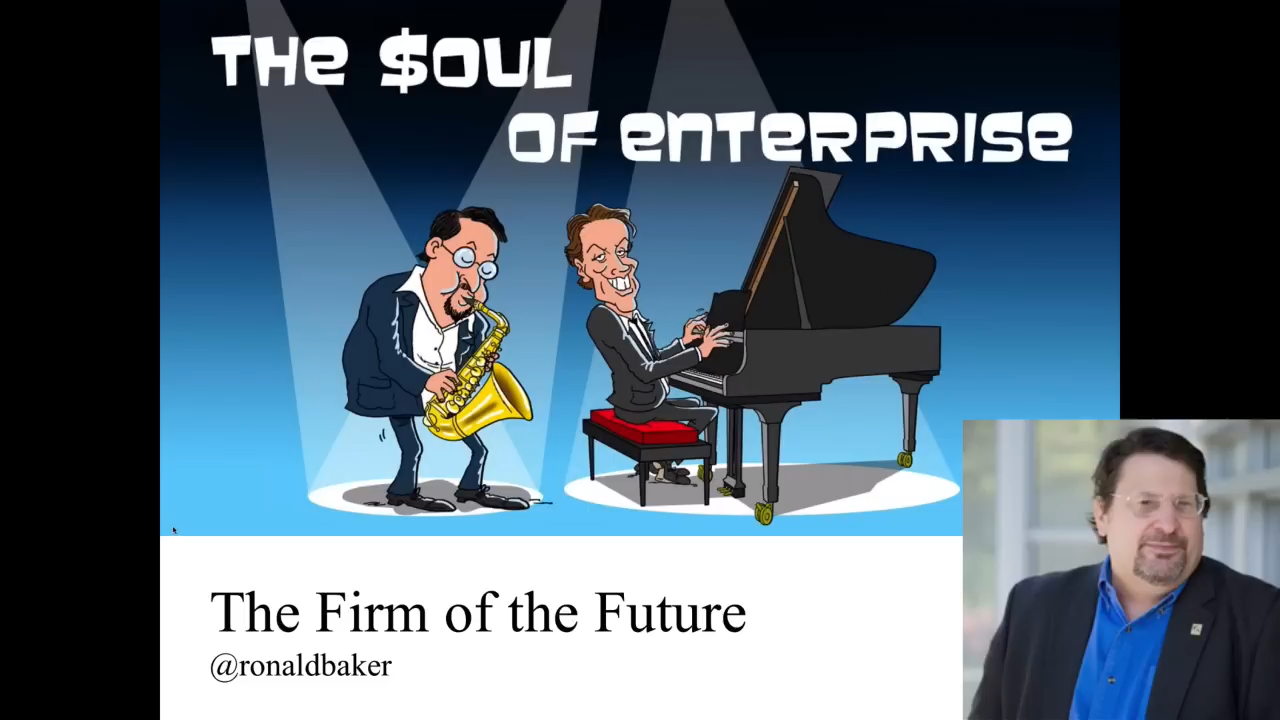 THE $OUL
OF ENTERPRISE
The Firm of the Future
@ronaldbaker